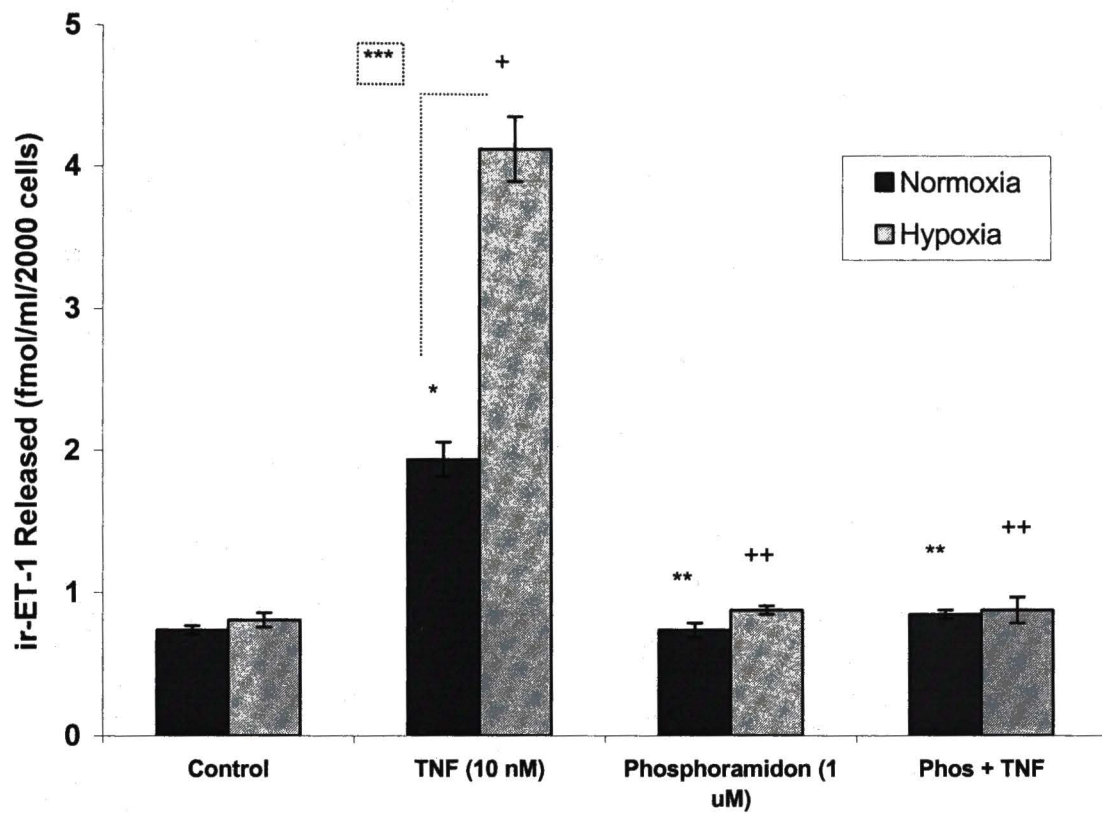 5
***
+
4
Normoxia
Hypoxia
3
*
2
++
++
**
**
1
0
Control
TNF (10 nM)
Phosphoramidon (1
uM)
Phos + TNF
ir-ET-1 Released (fmol/ml/2000 cells)